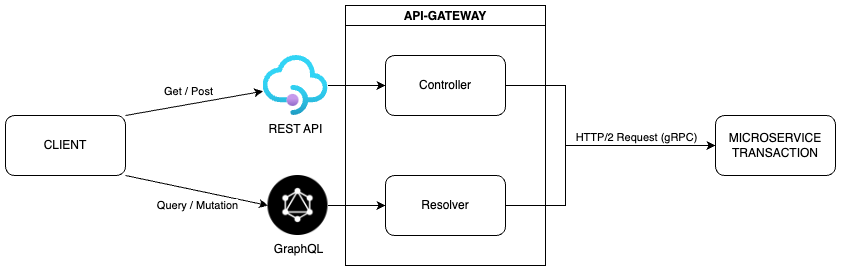 API-GATEWAY
Get / Post
Controller
REST API
CLIENT
HTTP/2 Request (gRPC)
MICROSERVICE
TRANSACTION
Query / Mutation
Resolver
GraphQL